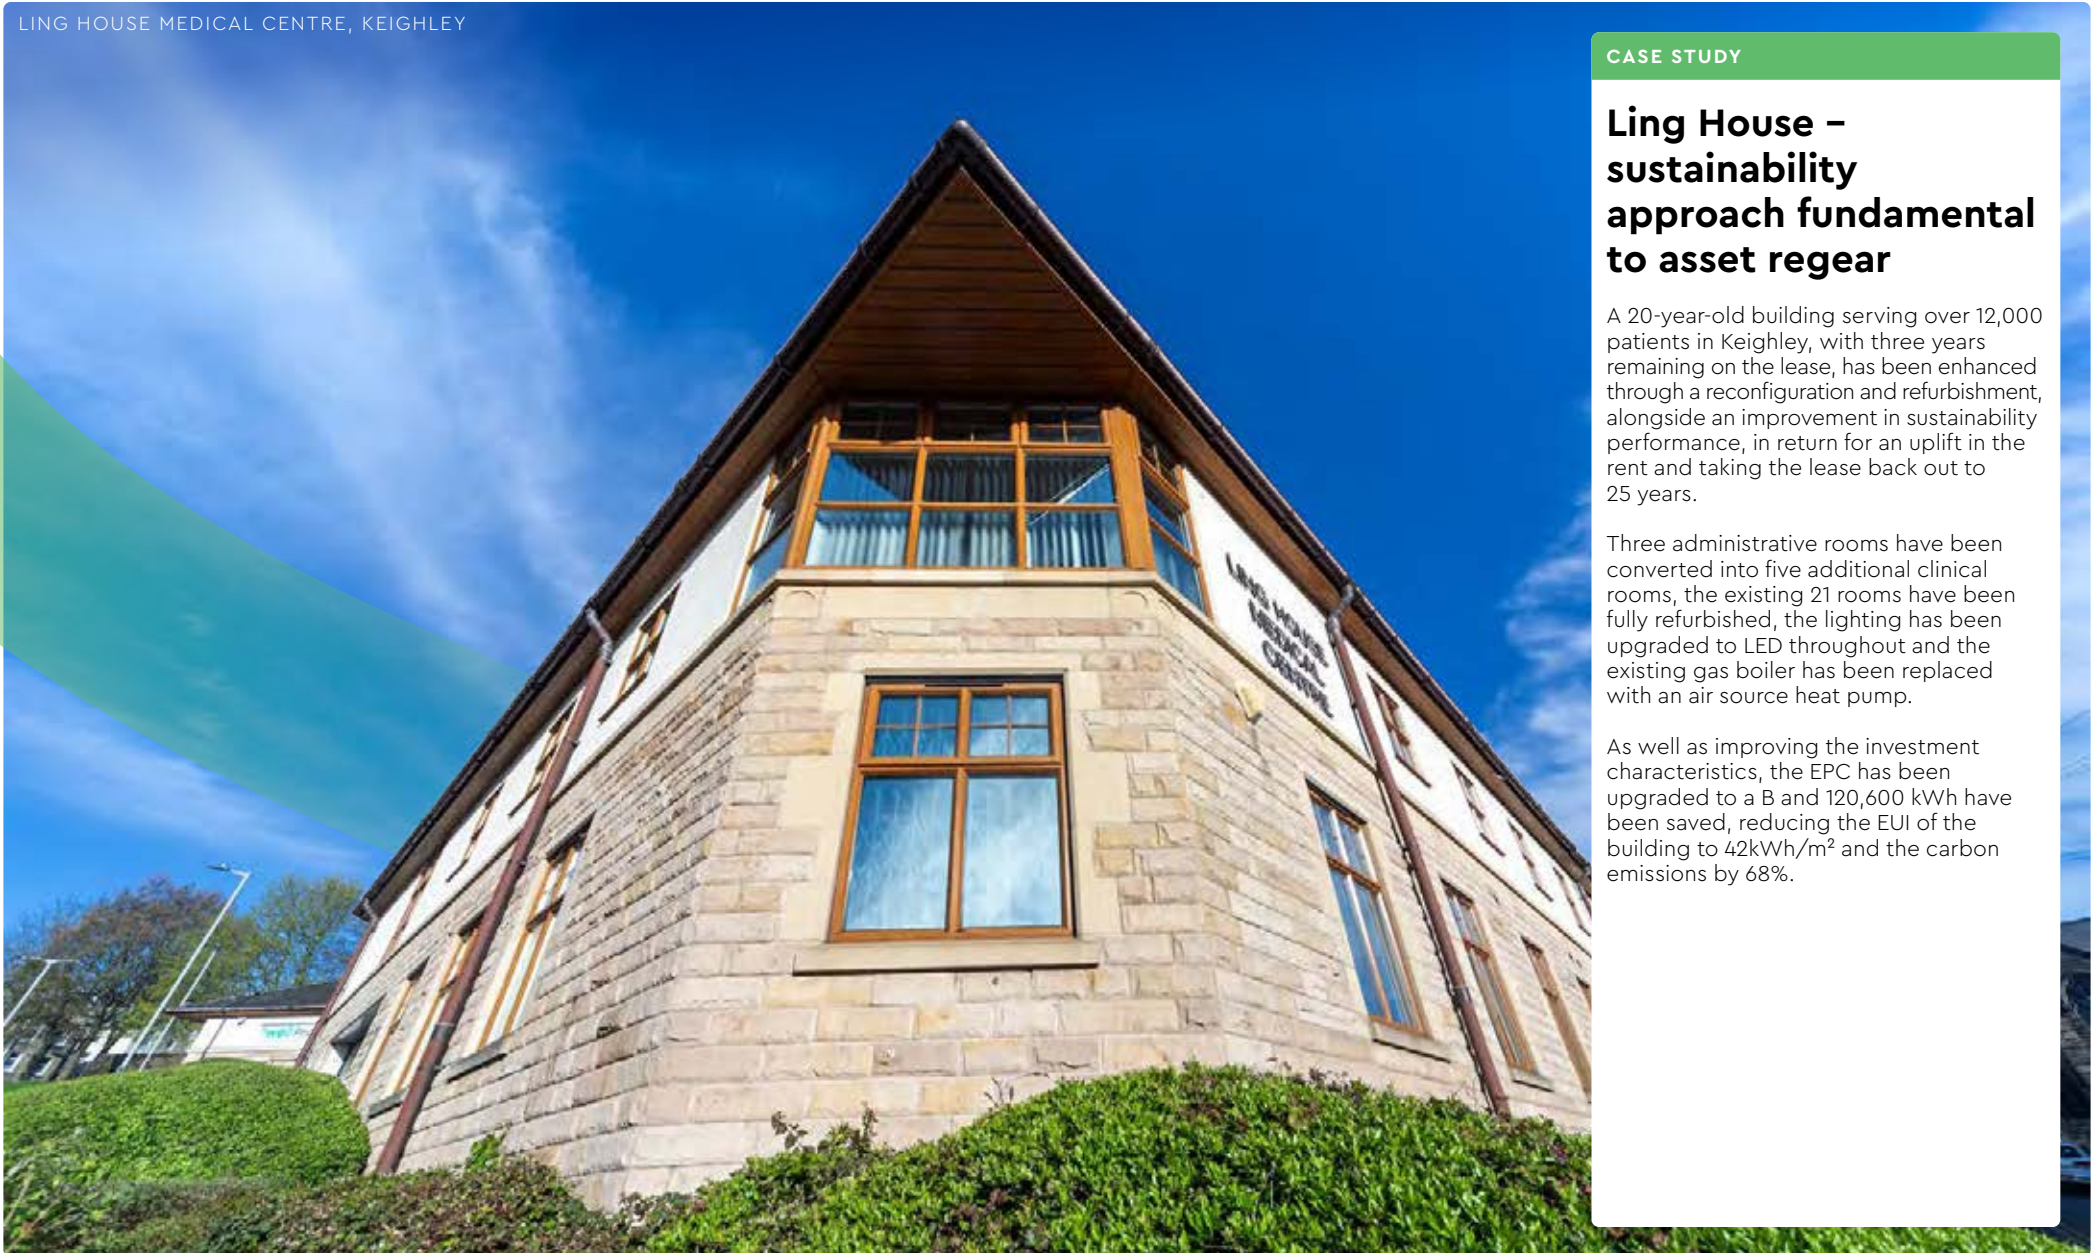 LING HOUSE MEDICAL CENTRE, KEIGHLEY
CASE STUDY
Ling House –
sustainability
approach fundamental
to asset regear
A 20-year-old building serving over 12,000
patients in Keighley, with three years
remaining on the lease, has been enhanced
through a reconfiguration and refurbishment,
alongside an improvement in sustainability
performance, in return for an uplift in the
rent and taking the lease back out to
25 years.
Three administrative rooms have been
converted into five additional clinical
rooms, the existing 21 rooms have been
fully refurbished, the lighting has been
upgraded to LED throughout and the
existing gas boiler has been replaced
with an air source heat pump.
As well as improving the investment
characteristics, the EPC has been
upgraded to a B and 120,600 kWh have
been saved, reducing the EUI of the
building to 42kWh/m² and the carbon
emissions by 68%.
LING HOUSE
MEDICAL
CENTRE